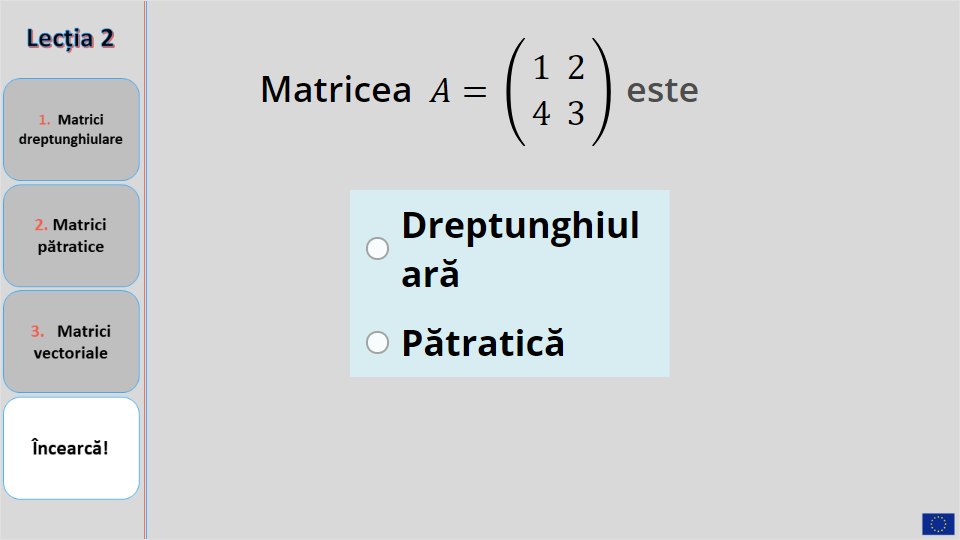 Lecția 2
1. Matrici
dreptunghiulare
2. Matrici
pătratice
3. Matrici
vectoriale
Încearcă!
Matricea A = ( 1 2 ) este
4 3
Dreptunghiul
ară
Pătratică